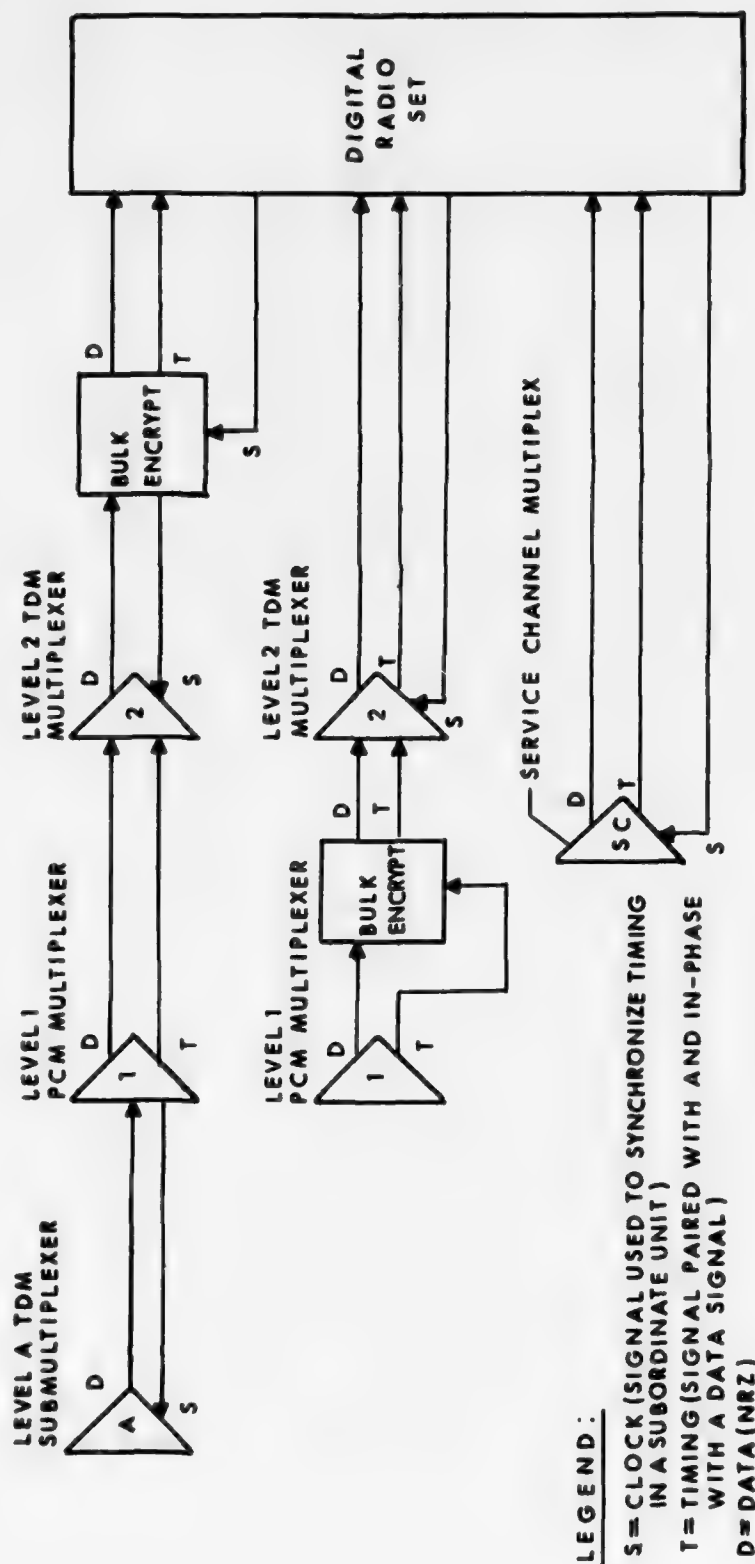 LEVEL A TDM
SUBMULTIPLEXER
D
A
S
LEVEL 1
PCM MULTIPLEXER
D
1
T
LEVEL 2 TDM
MULTIPLEXER
D
2
S
BULK
ENCRYPT
D
T
S
DIGITAL
RADIO
SET
LEVEL 1
PCM MULTIPLEXER
D
1
T
BULK
ENCRYPT
D
T
LEVEL 2 TDM
MULTIPLEXER
D
2
T
S
SERVICE CHANNEL MULTIPLEX
D
SC
T
S
LEGEND:
S=CLOCK (SIGNAL USED TO SYNCHRONIZE TIMING
IN A SUBORDINATE UNIT)
T=TIMING (SIGNAL PAIRED WITH AND IN-PHASE
WITH A DATA SIGNAL)
D=DATA (NRZ)